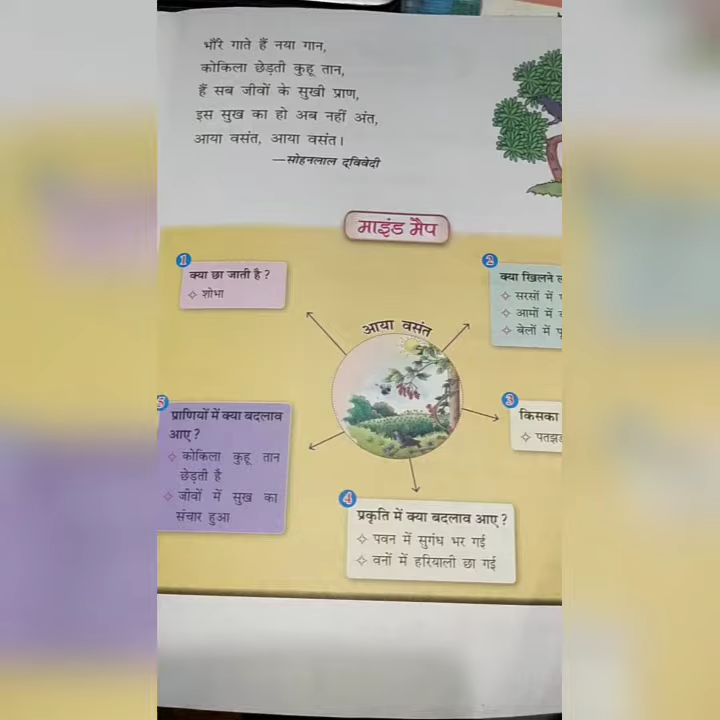 भौंरे गाते हैं नया गान,
कोकिला छेड़ती कुहू तान,
हैं सब जीवों के सुखी प्राण,
इस सुख का हो अब नहीं अंत,
आया वसंत, आया वसंत।
—सोहनलाल द्विवेदी
माइंड मैप
1
क्या छा जाती है?
✧ शोभा
2
क्या खिलने
✧ सरसों में
✧ आमों में
✧ बेलों में
आया वसंत
3
किसका
✧
4
प्रकृति में क्या बदलाव आए?
✧ पवन में सुगंध भर गई
✧ वनों में हरियाली छा गई
5
प्राणियों में क्या बदलाव
आए?
✧ कोकिला कुहू तान
छेड़ती है
✧ जीवों में सुख का
संचार हुआ